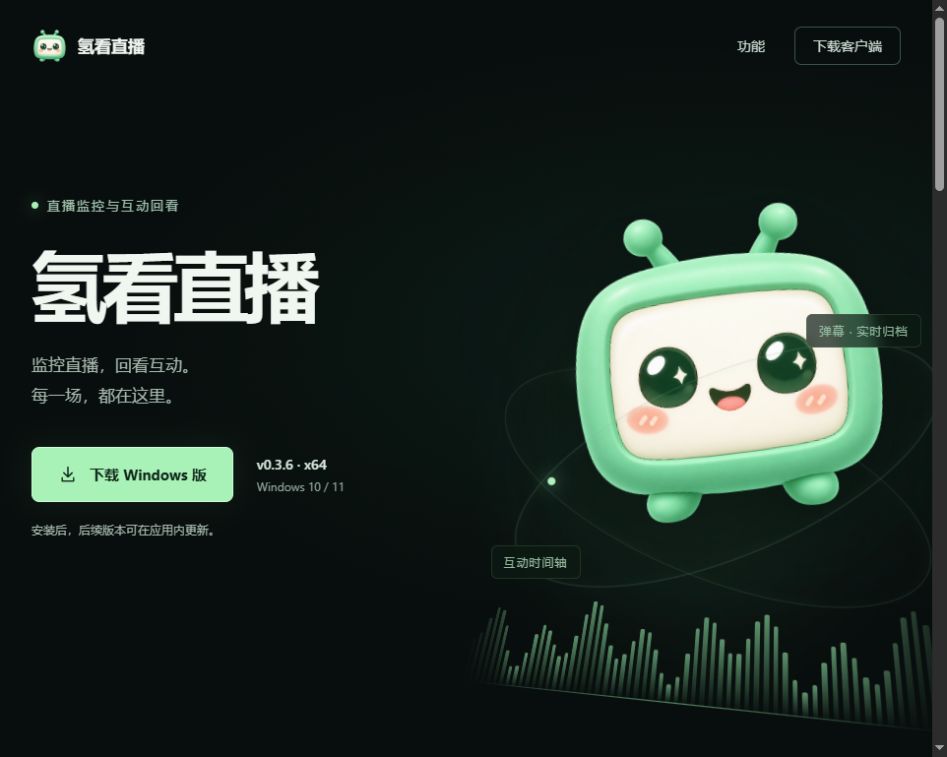 氢看直播
功能
下载客户端
直播监控与互动回看
氢看直播
监控直播，回看互动。
每一场，都在这里。
下载 Windows 版
v0.3.6 · x64
Windows 10 / 11
安装后，后续版本可在应用内更新。
弹幕 · 实时归档
互动时间轴